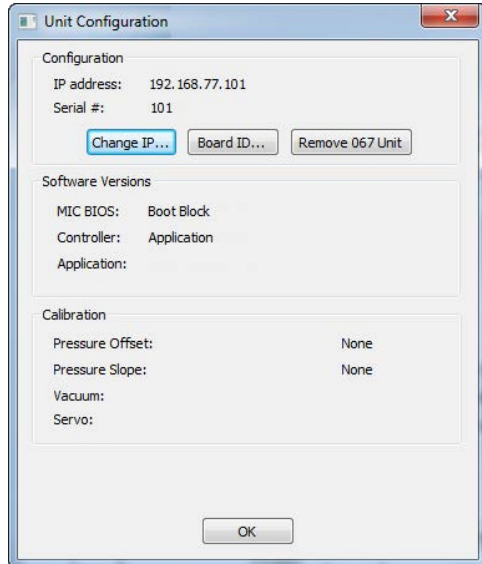 Unit Configuration
Configuration
IP address: 192.168.77.101
Serial #: 101
Change IP... Board ID... Remove 067 Unit
Software Versions
MIC BIOS: Boot Block
Controller: Application
Application:
Calibration
Pressure Offset: None
Pressure Slope: None
Vacuum:
Servo:
OK